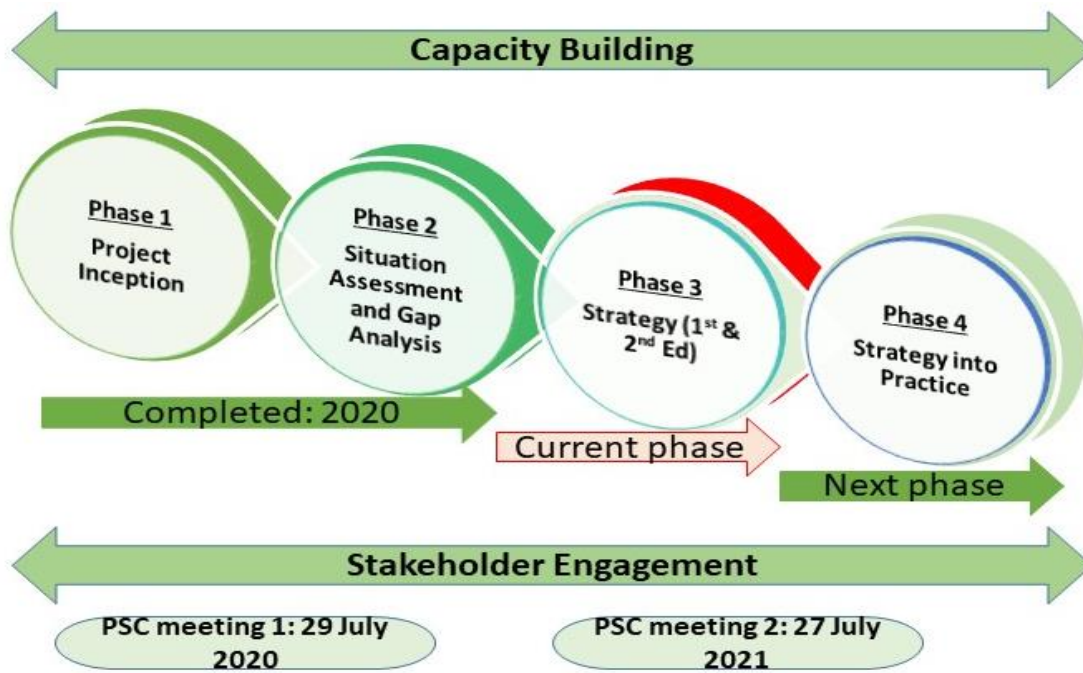 Capacity Building
Phase 1
Project
Inception
Phase 2
Situation
Assessment
and Gap
Analysis
Phase 3
Strategy (1st &
2nd Ed)
Phase 4
Strategy into
Practice
Completed: 2020
Current phase
Next phase
Stakeholder Engagement
PSC meeting 1: 29 July
2020
PSC meeting 2: 27 July
2021